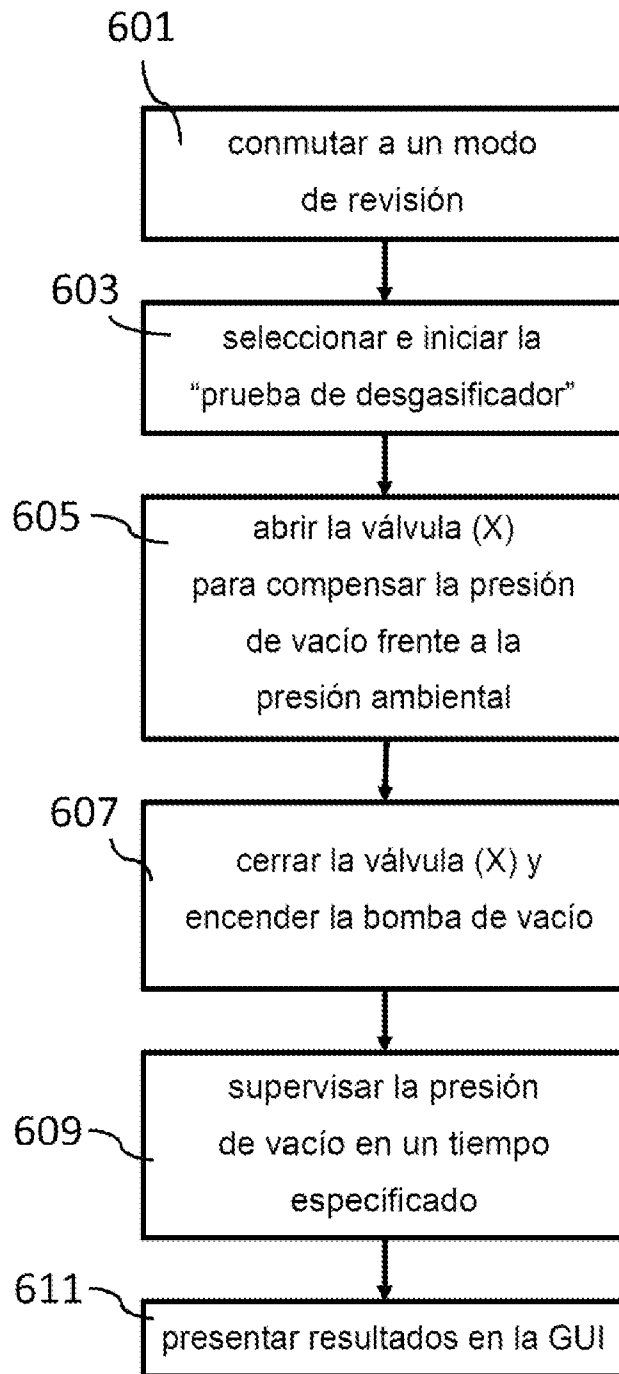 601
conmutar a un modo
de revisión
603
seleccionar e iniciar la
“prueba de desgasificador”
605
abrir la válvula (X)
para compensar la presión
de vacío frente a la
presión ambiental
607
cerrar la válvula (X) y
encender la bomba de vacío
609
supervisar la presión
de vacío en un tiempo
especificado
611
presentar resultados en la GUI